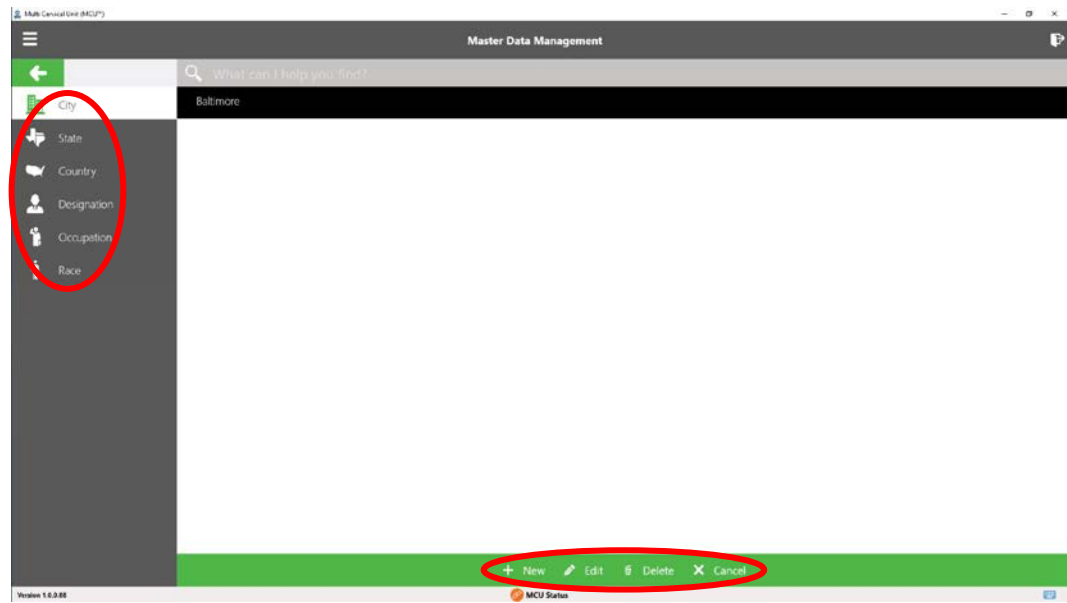 Multi Cervical Unit (MCU™)
Master Data Management
What can I help you find?
City
Baltimore
State
Country
Designation
Occupation
Race
New Edit Delete Cancel
Version 1.0.0.88
MCU Status